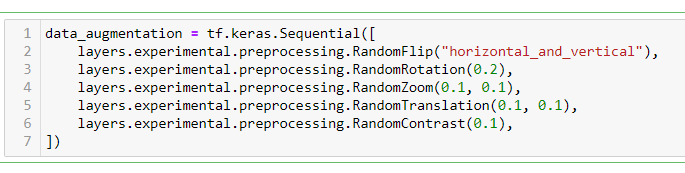 1 data_augmentation = tf.keras.Sequential([
2     layers.experimental.preprocessing.RandomFlip("horizontal_and_vertical"),
3     layers.experimental.preprocessing.RandomRotation(0.2),
4     layers.experimental.preprocessing.RandomZoom(0.1, 0.1),
5     layers.experimental.preprocessing.RandomTranslation(0.1, 0.1),
6     layers.experimental.preprocessing.RandomContrast(0.1),
7 ])